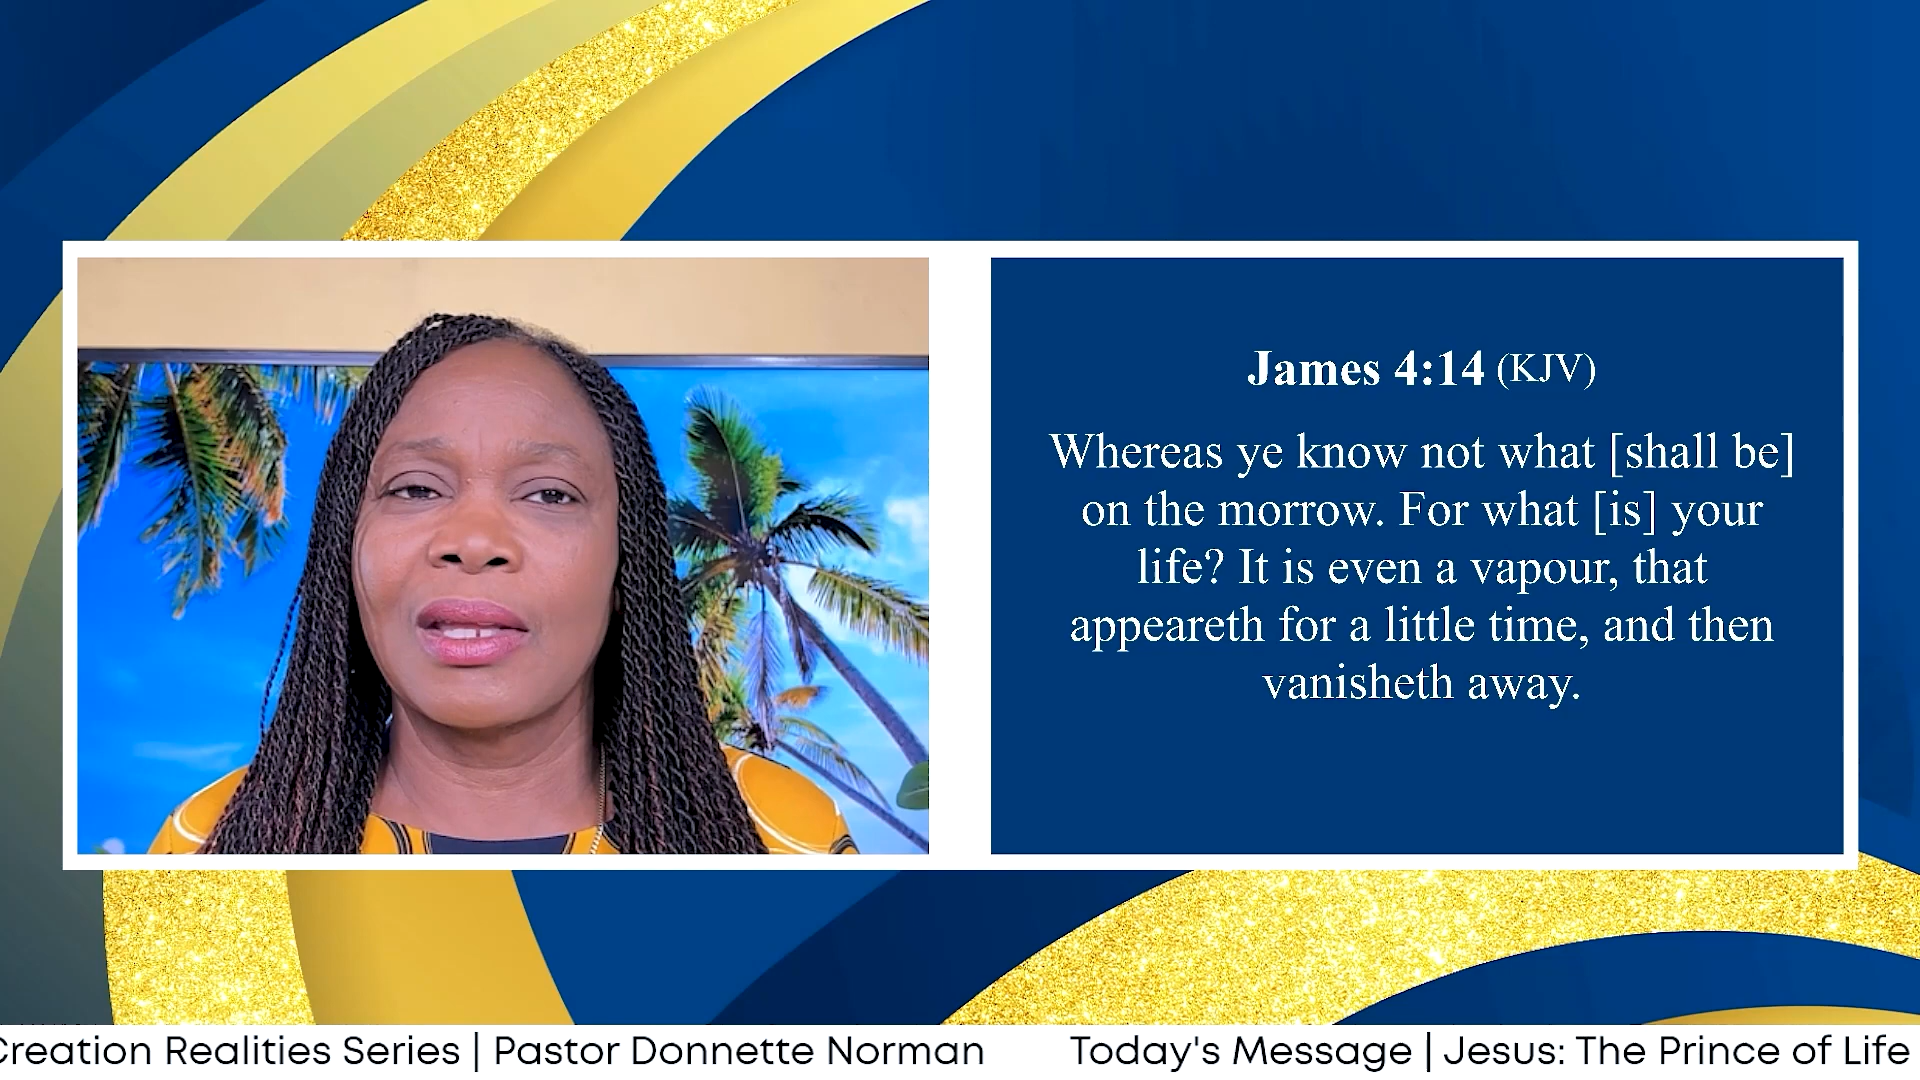 James 4:14 (KJV)
Whereas ye know not what [shall be]
on the morrow. For what [is] your
life? It is even a vapour, that
appeareth for a little time, and then
vanisheth away.
Creation Realities Series | Pastor Donnette Norman Today's Message | Jesus: The Prince of Life